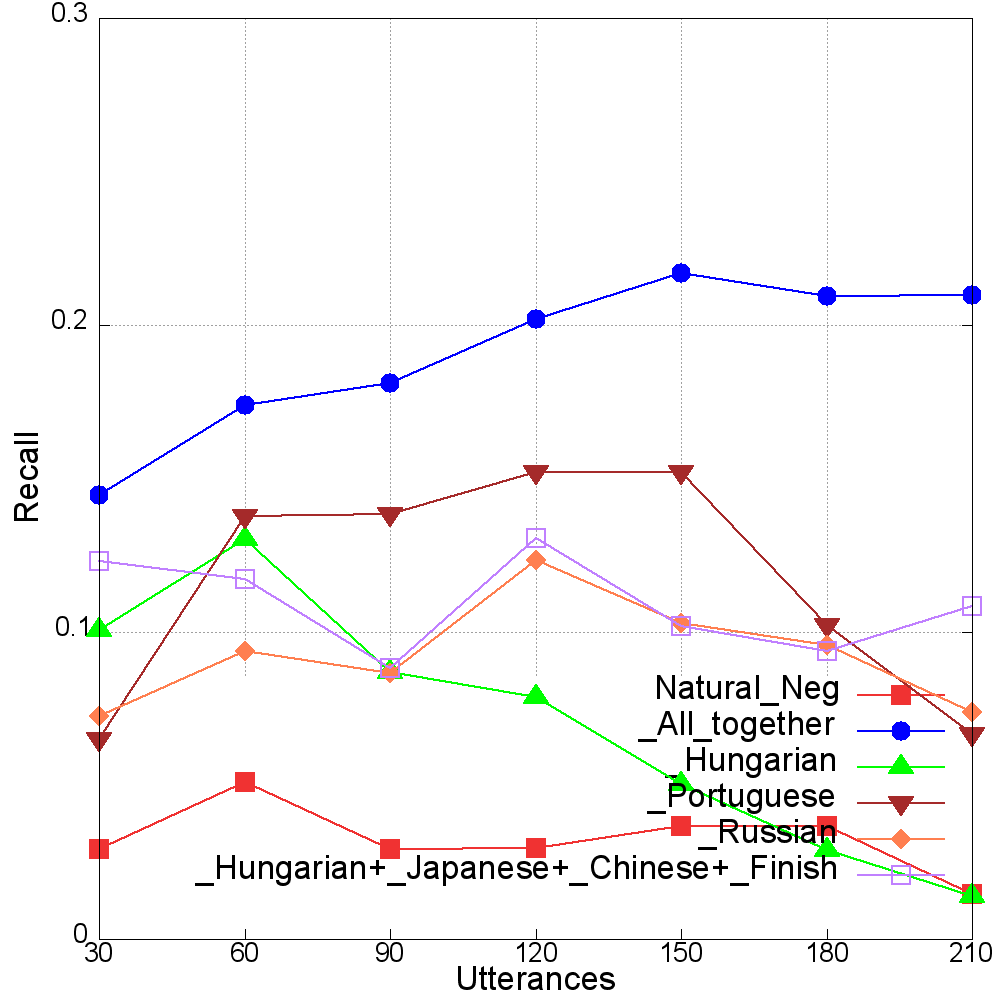 0.3
0.2
0.1
0
Recall
Natural_Neg
_All_together
_Hungarian
_Portuguese
_Russian
_Hungarian+_Japanese+_Chinese+_Finish
30 60 90 120 150 180 210
Utterances